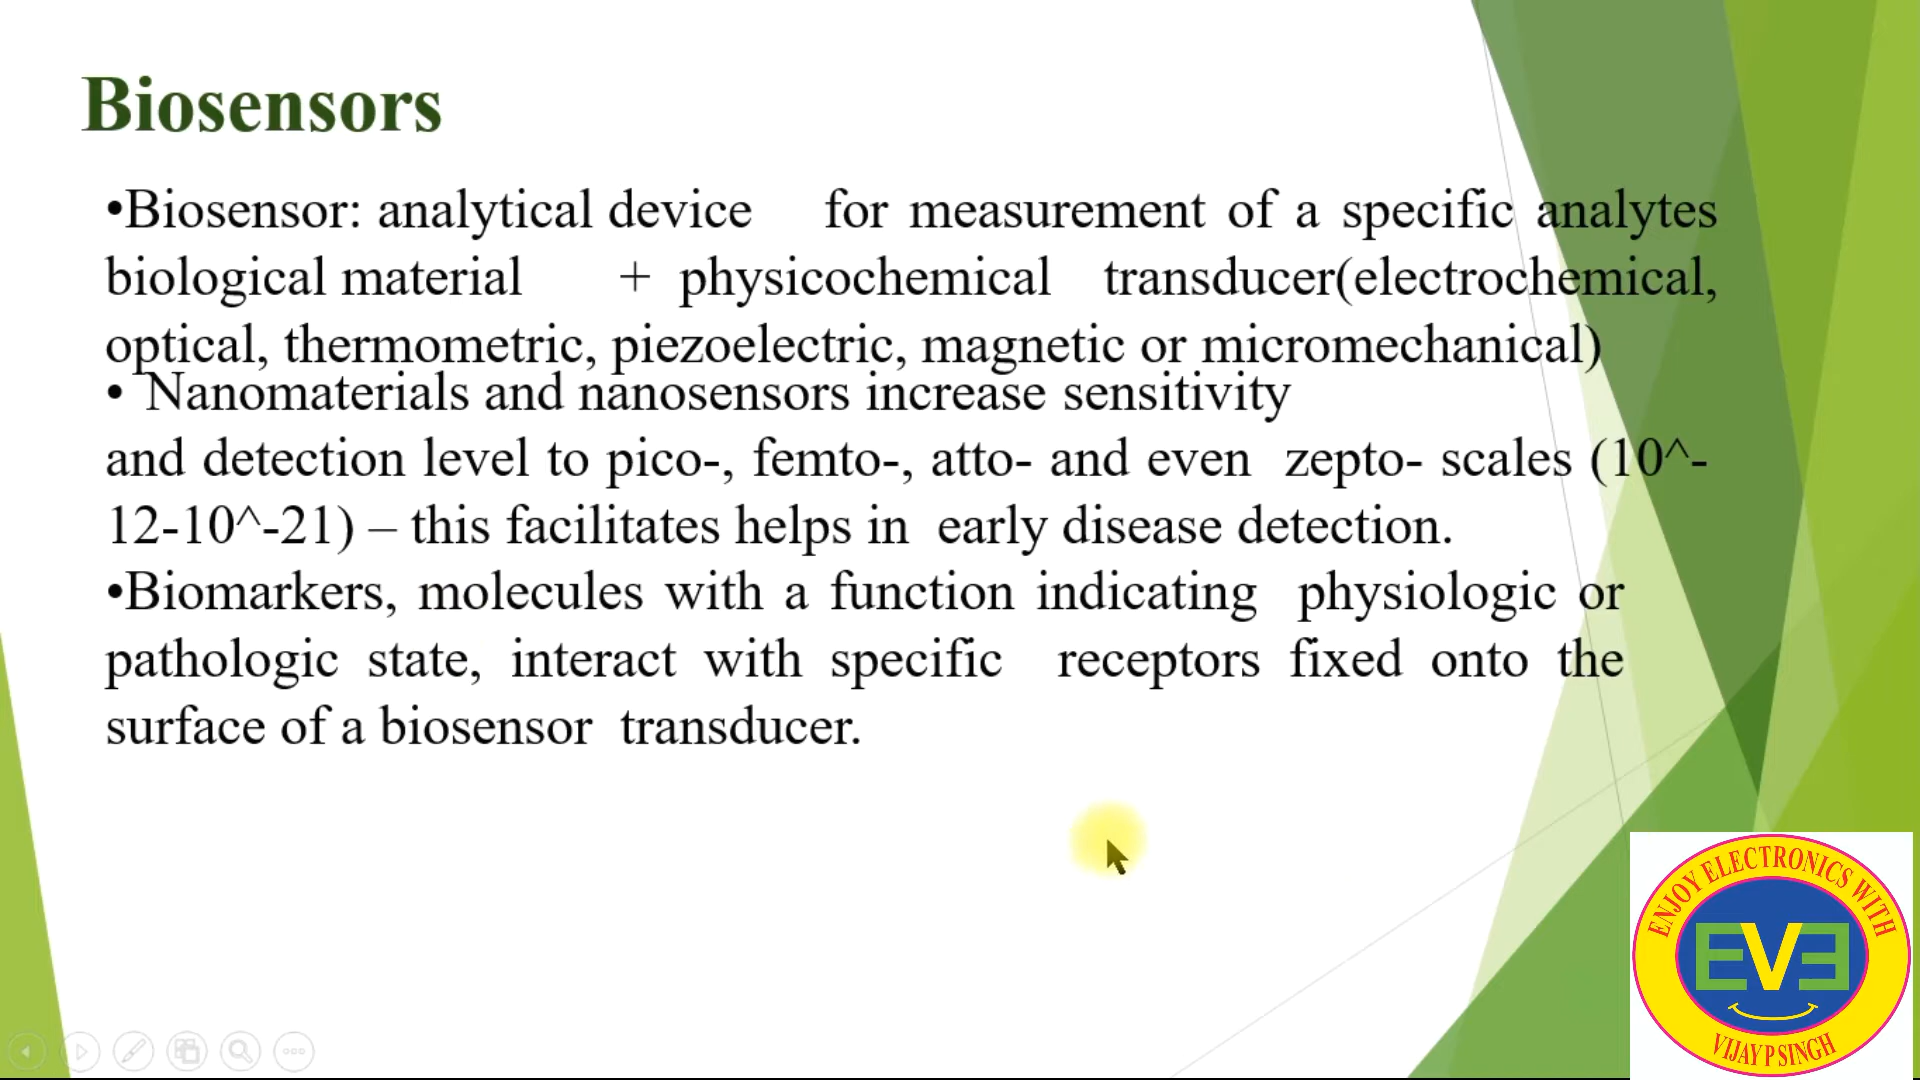 Biosensors
•Biosensor: analytical device for measurement of a specific analytes
biological material + physicochemical transducer(electrochemical,
optical, thermometric, piezoelectric, magnetic or micromechanical)
• Nanomaterials and nanosensors increase sensitivity
and detection level to pico-, femto-, atto- and even zepto- scales (10^-
12-10^-21) – this facilitates helps in early disease detection.
•Biomarkers, molecules with a function indicating physiologic or
pathologic state, interact with specific receptors fixed onto the
surface of a biosensor transducer.
ENJOY ELECTRONICS WITH
EVE
VIJAY P SINGH